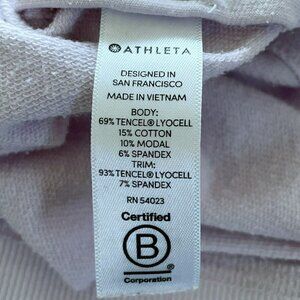 ATHLETA
DESIGNED IN
SAN FRANCISCO
MADE IN VIETNAM
BODY:
69% TENCEL® LYOCELL
15% COTTON
10% MODAL
6% SPANDEX
TRIM:
93% TENCEL® LYOCELL
7% SPANDEX
RN 54023
Certified
B
Corporation